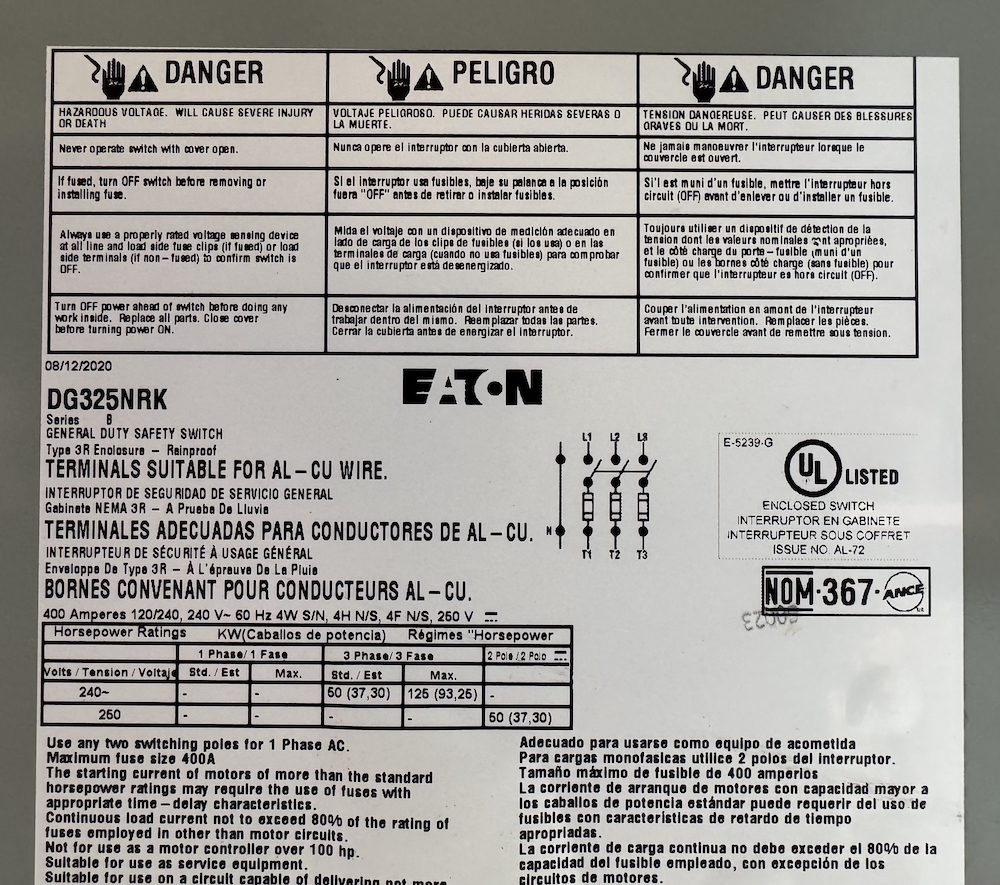 DANGER
HAZARDOUS VOLTAGE. WILL CAUSE SEVERE INJURY
OR DEATH
Never operate switch with cover open.
If fused, turn OFF switch before removing or
installing fuse.
Always use a properly rated voltage sensing device
at all line and load side fuse clips (if fused) or load
side terminals (if non-fused) to confirm switch is
OFF.
Turn OFF power ahead of switch before doing any
work inside. Replace all parts. Close cover
before turning power ON.
PELIGRO
VOLTAJE PELIGROSO. PUEDE CAUSAR HERIDAS SEVERAS O
LA MUERTE.
Nunca opere el interruptor con la cubierta abierta.
Si el interruptor usa fusibles, baje su palanca a la posición
fuera "OFF" antes de retirar o instalar fusibles.
Mida el voltaje con un dispositivo de medición adecuado en
lado de carga de los clips de fusibles (si los usa) o en las
terminales de carga (cuando no usa fusibles) para comprobar
que el interruptor está desenergizado.
Desconectar la alimentación del interruptor antes de
trabajar dentro del mismo. Reemplazar todas las partes.
Cerrar la cubierta antes de energizar el interruptor.
DANGER
TENSION DANGEREUSE. PEUT CAUSER DES BLESSURES
GRAVES OU LA MORT.
Ne jamais manoeuvrer l'interrupteur lorsque le
couvercle est ouvert.
Si'l est muni d'un fusible, mettre l'interrupteur hors
circuit (OFF) avant d'enlever ou d'installer un fusible.
Toujours utiliser un dispositif de détection de la
tension dont les valeurs nominales sont apropriées,
et le côté charge du porte-fusible (muni d'un
fusible) ou les bornes côté charge (sans fusible) pour
confirmer que l'interrupteur es hors circuit (OFF).
Couper l'alimentation en amont de l'interrupteur
avant toute intervention. Remplacer les pièces.
Fermer le couvercle avant de remettre sous tension.
08/12/2020
EATON
DG325NRK
Series B
GENERAL DUTY SAFETY SWITCH
Type 3R Enclosure - Rainproof
TERMINALS SUITABLE FOR AL-CU WIRE.
INTERRUPTOR DE SEGURIDAD DE SERVICIO GENERAL
Gabinete NEMA 3R - A Prueba De Lluvia
TERMINALES ADECUADAS PARA CONDUCTORES DE AL-CU.
INTERRUPTEUR DE SÉCURITÉ À USAGE GÉNÉRAL
Enveloppe De Type 3R - À L'épreuve De La Pluie
BORNES CONVENANT POUR CONDUCTEURS AL-CU.
L1 L2 L3
N
T1 T2 T3
E-5239-G
UL LISTED
ENCLOSED SWITCH
INTERRUPTOR EN GABINETE
INTERRUPTEUR SOUS COFFRET
ISSUE NO. AL-72
NOM-367-ANCE
400 Amperes 120/240, 240 V~ 60 Hz 4W S/N, 4H N/S, 4F N/S, 250 V ⎓
Horsepower Ratings KW(Caballos de potencia) Régimes "Horsepower
1 Phase/1 Fase 3 Phase/3 Fase 2 Pole/2 Polo ⎓
Volts / Tension / Voltaje Std. / Est Max. Std. / Est Max.
240~ - - 50 (37,30) 125 (93,25) -
250 - - - - 50 (37,30)
Use any two switching poles for 1 Phase AC.
Maximum fuse size 400A
The starting current of motors of more than the standard
horsepower ratings may require the use of fuses with
appropriate time-delay characteristics.
Continuous load current not to exceed 80% of the rating of
fuses employed in other than motor circuits.
Not for use as a motor controller over 100 hp.
Suitable for use as service equipment.
Suitable for use on a circuit capable of delivering not more
Adecuado para usarse como equipo de acometida
Para cargas monofasicas utilice 2 polos del interruptor.
Tamaño máximo de fusible de 400 amperios
La corriente de arranque de motores con capacidad mayor a
los caballos de potencia estándar puede requerir del uso de
fusibles con características de retardo de tiempo
apropriadas.
La corriente de carga continua no debe exceder el 80% de la
capacidad del fusible empleado, con excepción de los
circuitos de motores.